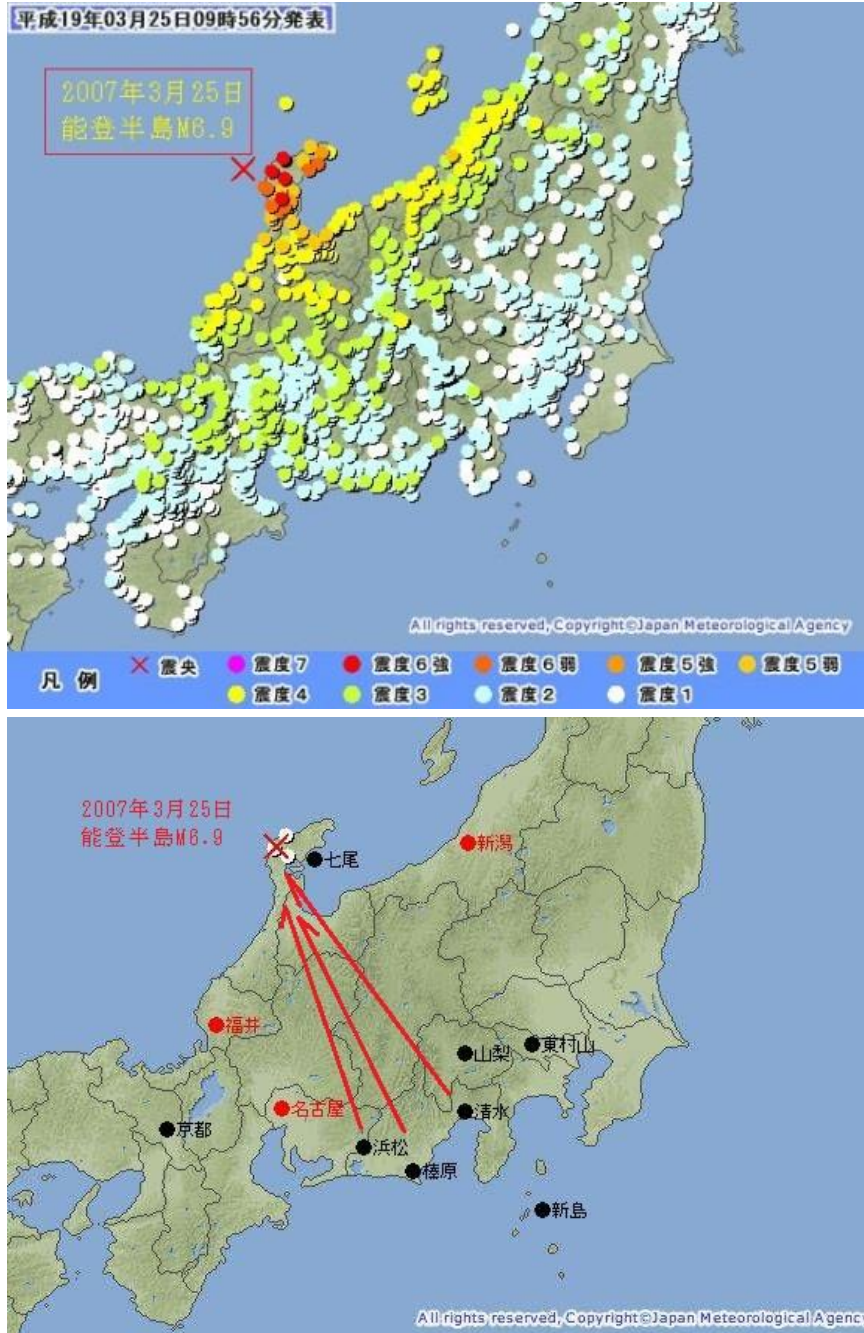 平成19年03月25日09時56分発表
2007年3月25日
能登半島M6.9
All rights reserved, Copyright©Japan Meteorological Agency
凡 例 × 震央 震度7 震度6強 震度6弱 震度5強 震度5弱
震度4 震度3 震度2 震度1
2007年3月25日
能登半島M6.9
七尾
新潟
福井
山梨
東村山
名古屋
清水
京都
浜松
榛原
新島
All rights reserved, Copyright©Japan Meteorological Agenc